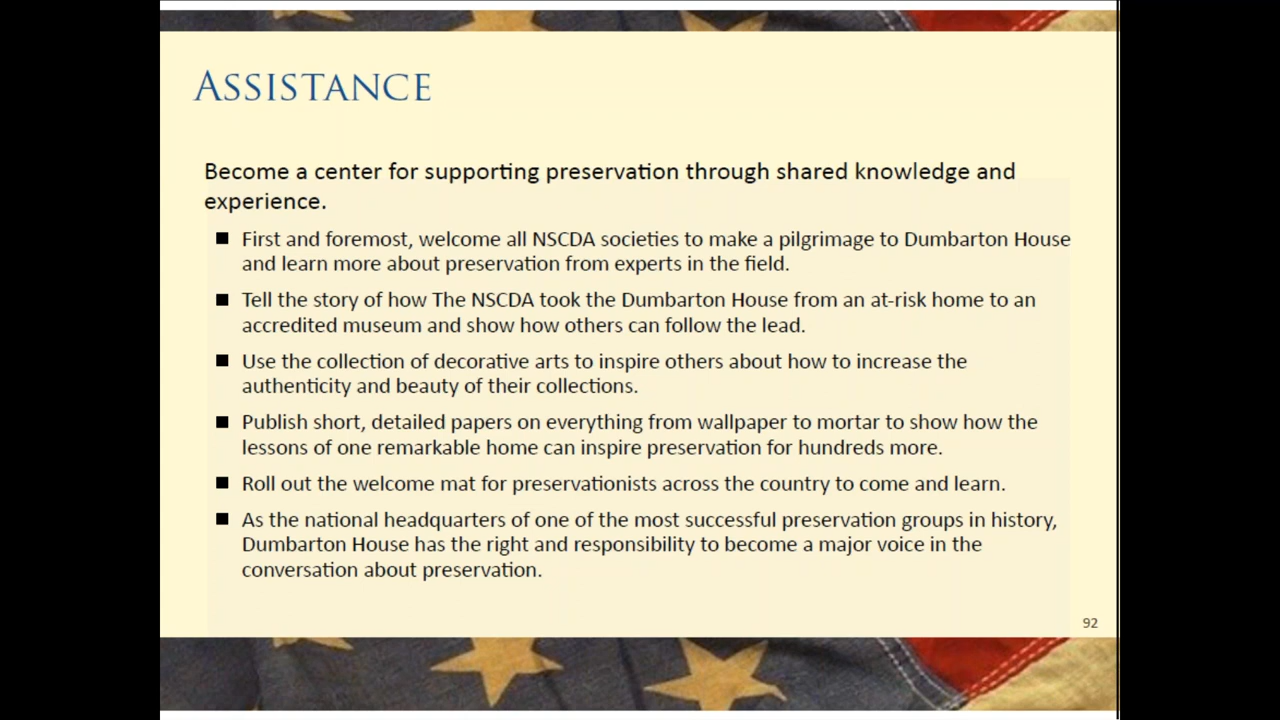 ASSISTANCE
Become a center for supporting preservation through shared knowledge and
experience.
■ First and foremost, welcome all NSCDA societies to make a pilgrimage to Dumbarton House
and learn more about preservation from experts in the field.
■ Tell the story of how The NSCDA took the Dumbarton House from an at-risk home to an
accredited museum and show how others can follow the lead.
■ Use the collection of decorative arts to inspire others about how to increase the
authenticity and beauty of their collections.
■ Publish short, detailed papers on everything from wallpaper to mortar to show how the
lessons of one remarkable home can inspire preservation for hundreds more.
■ Roll out the welcome mat for preservationists across the country to come and learn.
■ As the national headquarters of one of the most successful preservation groups in history,
Dumbarton House has the right and responsibility to become a major voice in the
conversation about preservation.
92